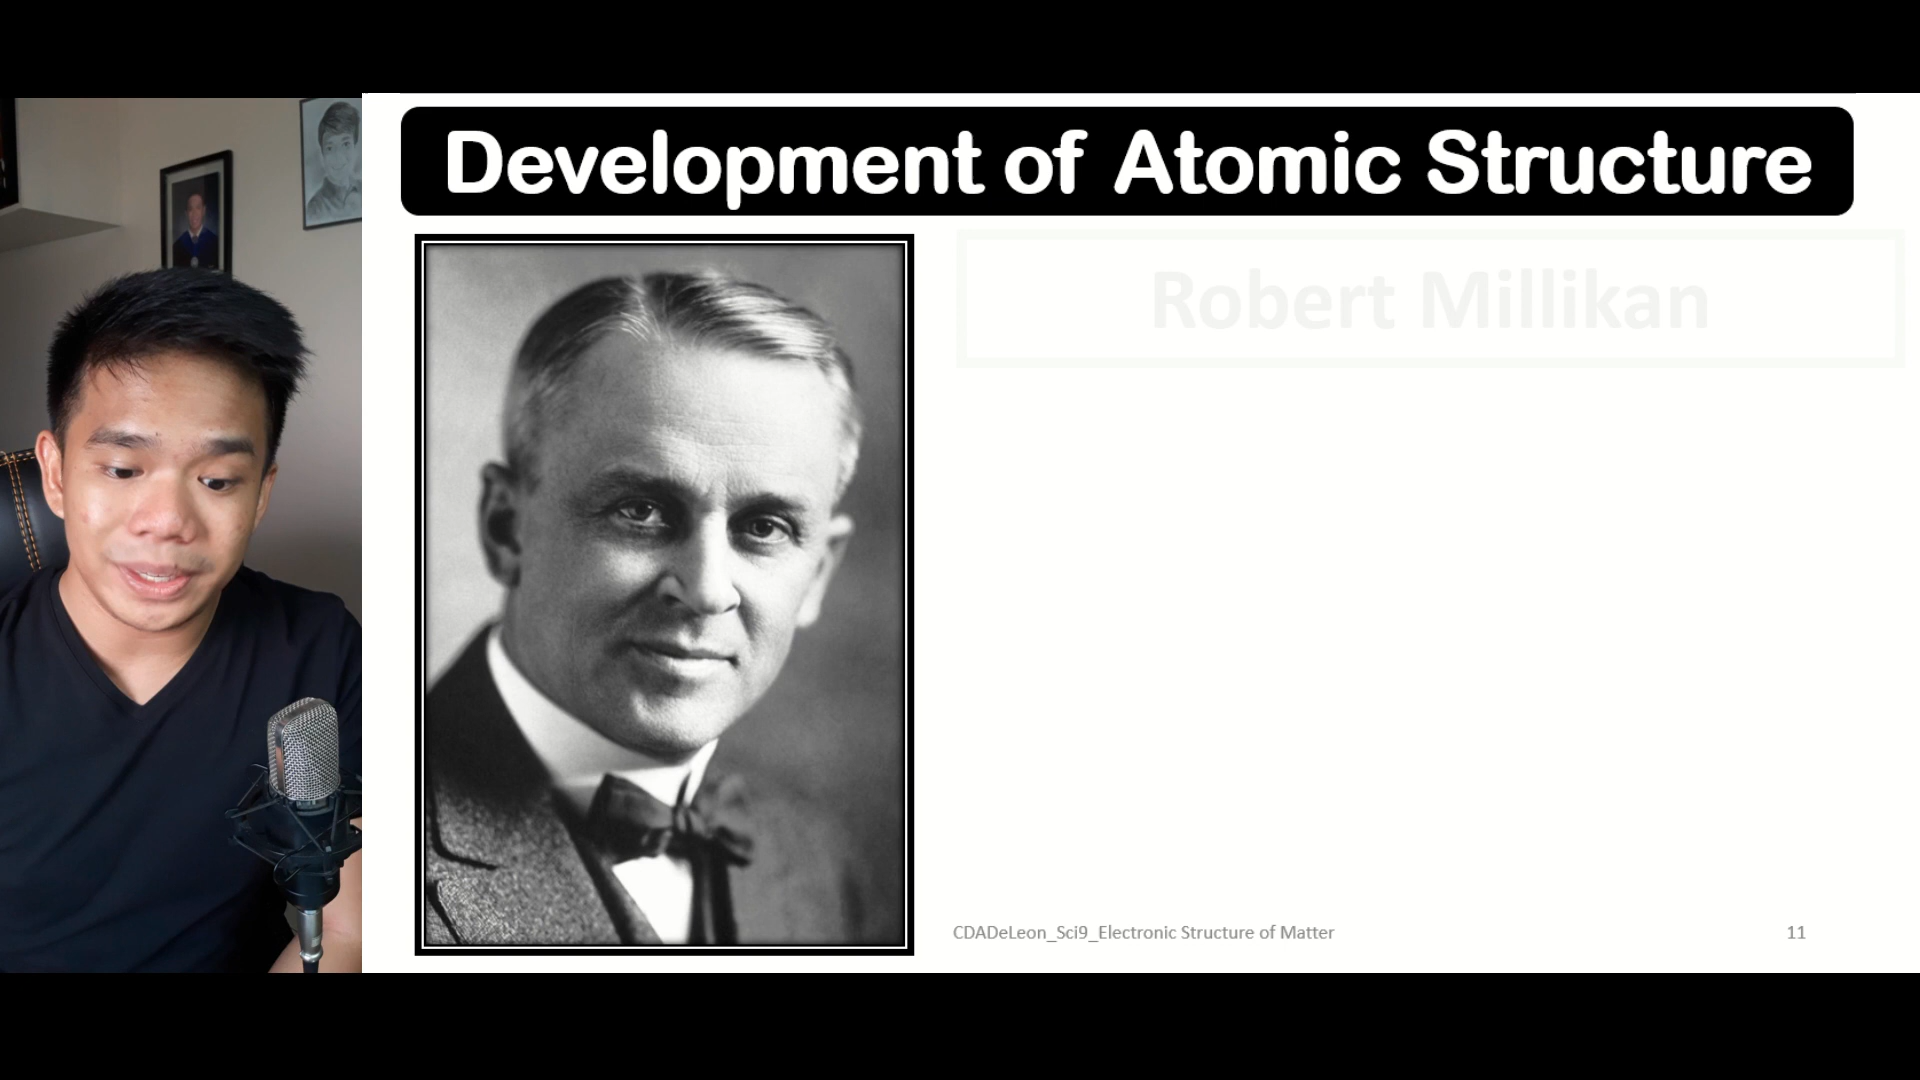 Development of Atomic Structure
Robert Millikan
CDADeLeon_Sci9_Electronic Structure of Matter
11